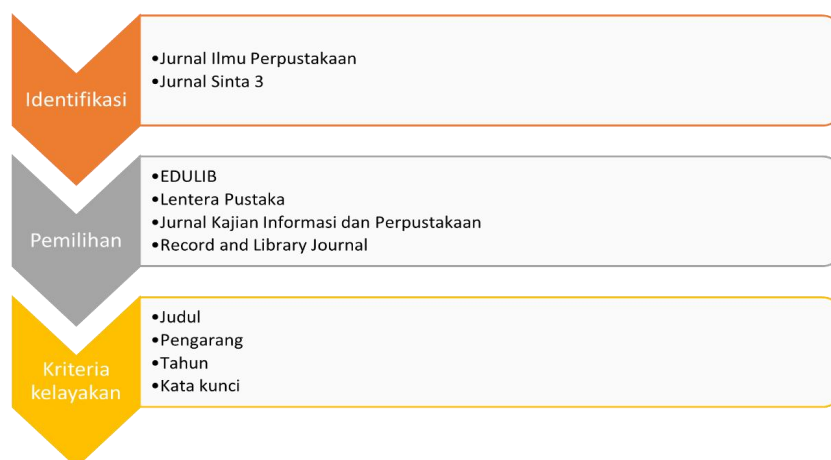 Identifikasi
•Jurnal Ilmu Perpustakaan
•Jurnal Sinta 3
Pemilihan
•EDULIB
•Lentera Pustaka
•Jurnal Kajian Informasi dan Perpustakaan
•Record and Library Journal
Kriteria
kelayakan
•Judul
•Pengarang
•Tahun
•Kata kunci